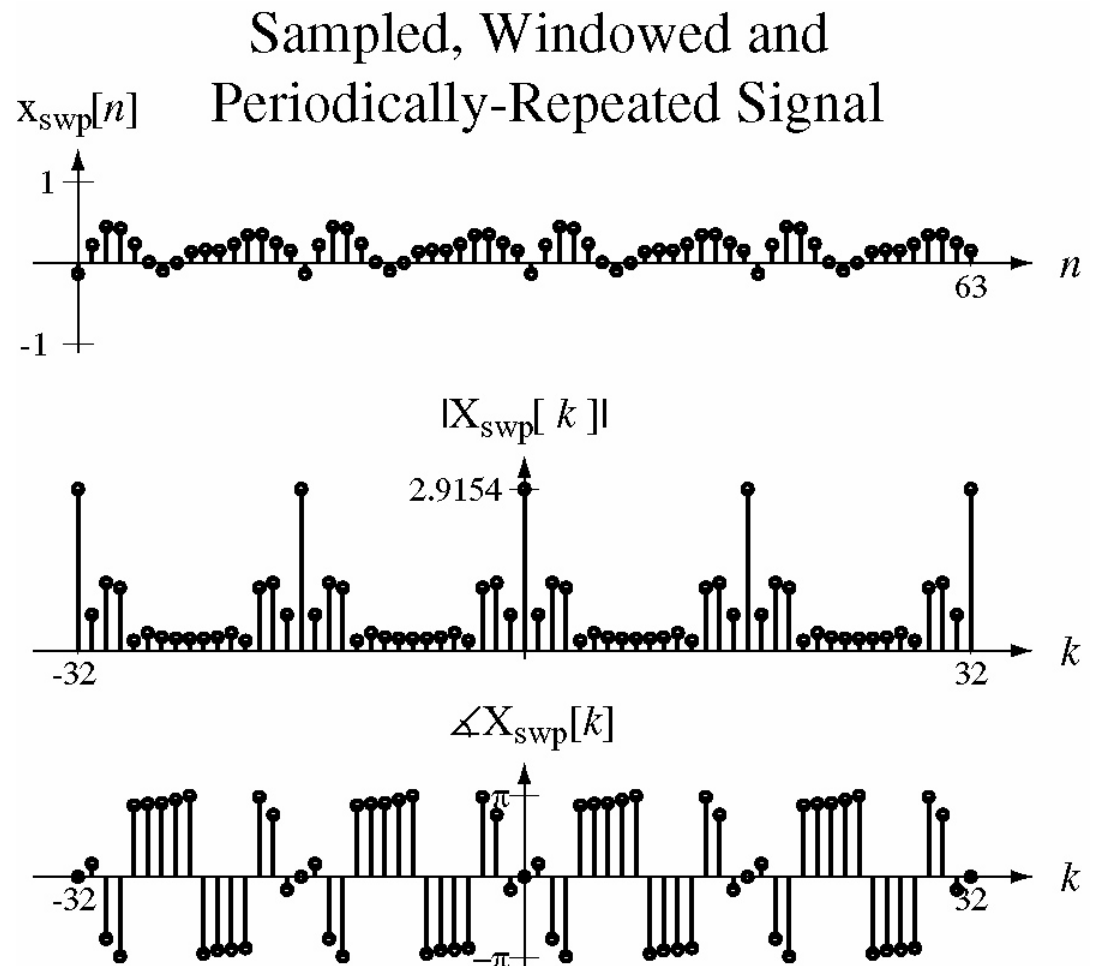 Sampled, Windowed and
Periodically-Repeated Signal
x_swp[n]
1
n
63
-1
|X_swp[ k ]|
2.9154
k
-32
32
∡X_swp[k]
π
k
-32
32
-π